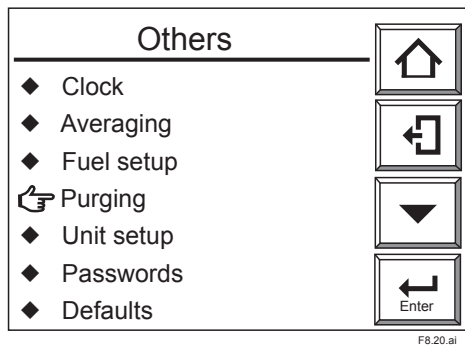 Others
Clock
Averaging
Fuel setup
Purging
Unit setup
Passwords
Defaults
Enter
F8.20.ai